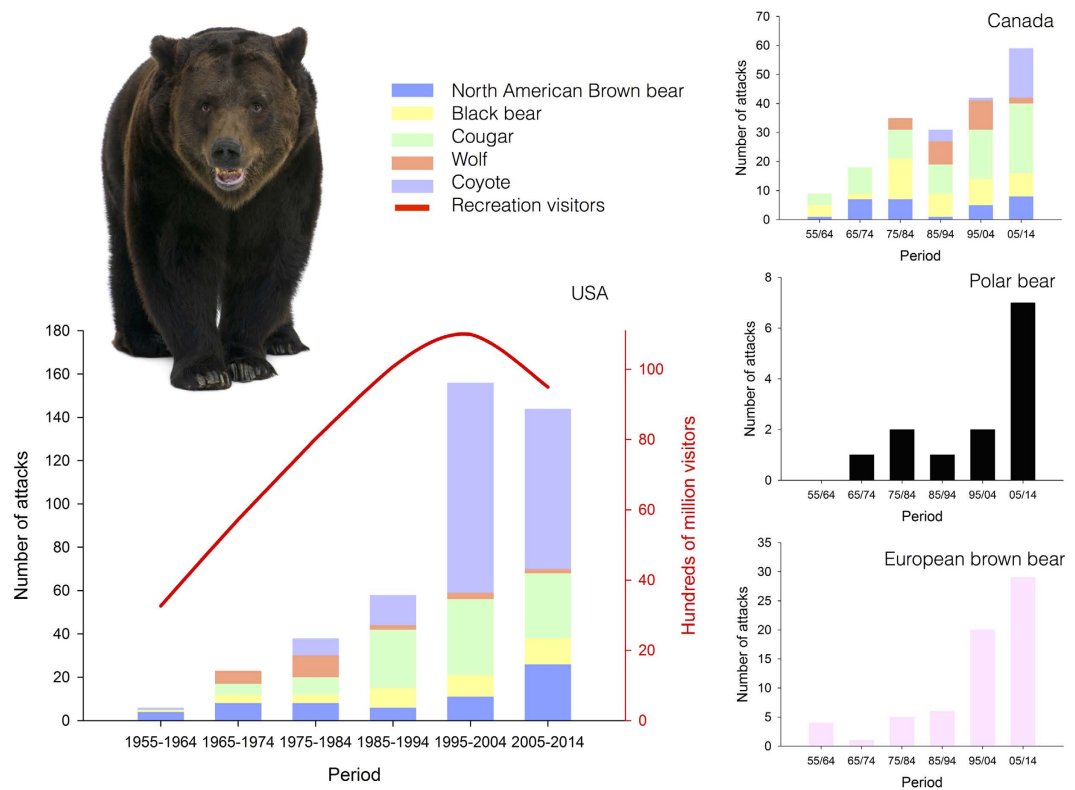 North American Brown bear
Black bear
Cougar
Wolf
Coyote
Recreation visitors
USA
180
160
140
120
100
80
60
40
20
0
Number of attacks
100
80
60
40
20
0
Hundreds of million visitors
1955-1964 1965-1974 1975-1984 1985-1994 1995-2004 2005-2014
Period
Canada
70
60
50
40
30
20
10
0
Number of attacks
55/64 65/74 75/84 85/94 95/04 05/14
Period
Polar bear
8
6
4
2
0
Number of attacks
55/64 65/74 75/84 85/94 95/04 05/14
Period
European brown bear
35
30
25
20
15
10
5
0
Number of attacks
55/64 65/74 75/84 85/94 95/04 05/14
Period